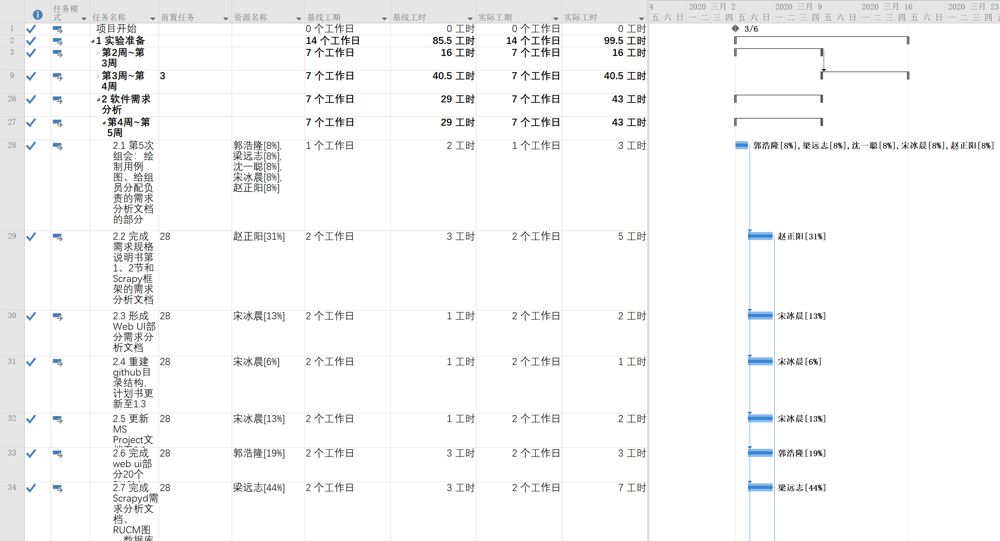 任务模式 任务名称 前置任务 资源名称 基线工期 基线工时 实际工期 实际工时
4 2020 三月 2 2020 三月 9 2020 三月 16 2020 三月 23
五 六 日 一 二 三 四 五 六 日 一 二 三 四 五 六 日 一 二 三 四 五 六 日 一 二 三 四
1 项目开始 0 个工作日 0 工时 0 个工作日 0 工时 3/6
2 1 实验准备 14 个工作日 85.5 工时 14 个工作日 99.5 工时
3 第2周~第 7 个工作日 16 工时 7 个工作日 16 工时
3周
9 第3周~第 3 7 个工作日 40.5 工时 7 个工作日 40.5 工时
4周
26 2 软件需求 7 个工作日 29 工时 7 个工作日 43 工时
分析
27 第4周~第 7 个工作日 29 工时 7 个工作日 43 工时
5周
28 2.1 第5次 郭浩隆[8%], 1 个工作日 2 工时 1 个工作日 3 工时 郭浩隆[8%],梁远志[8%],沈一聪[8%],宋冰晨[8%],赵正阳[8%]
组会：绘 梁远志[8%],
制用例 沈一聪[8%],
图、给组 宋冰晨[8%],
员分配负 赵正阳[8%]
责的需求
分析文档
的部分
29 2.2 完成 28 赵正阳[31%] 2 个工作日 3 工时 2 个工作日 5 工时 赵正阳[31%]
需求规格
说明书第
1、2节和
Scrapy框
架的需求
分析文档
30 2.3 形成 28 宋冰晨[13%] 2 个工作日 1 工时 2 个工作日 2 工时 宋冰晨[13%]
Web UI部
分需求分
析文档
31 2.4 重建 28 宋冰晨[6%] 2 个工作日 1 工时 2 个工作日 1 工时 宋冰晨[6%]
github目
录结构,
计划书更
新至1.3
32 2.5 更新 28 宋冰晨[13%] 2 个工作日 1 工时 2 个工作日 2 工时 宋冰晨[13%]
MS
Project文
33 2.6 完成 28 郭浩隆[19%] 2 个工作日 3 工时 2 个工作日 3 工时 郭浩隆[19%]
web ui部
分20个
34 2.7 完成 28 梁远志[44%] 2 个工作日 3 工时 2 个工作日 7 工时 梁远志[44%]
Scrapyd需
求分析文
档、
RUCM图
、数据库